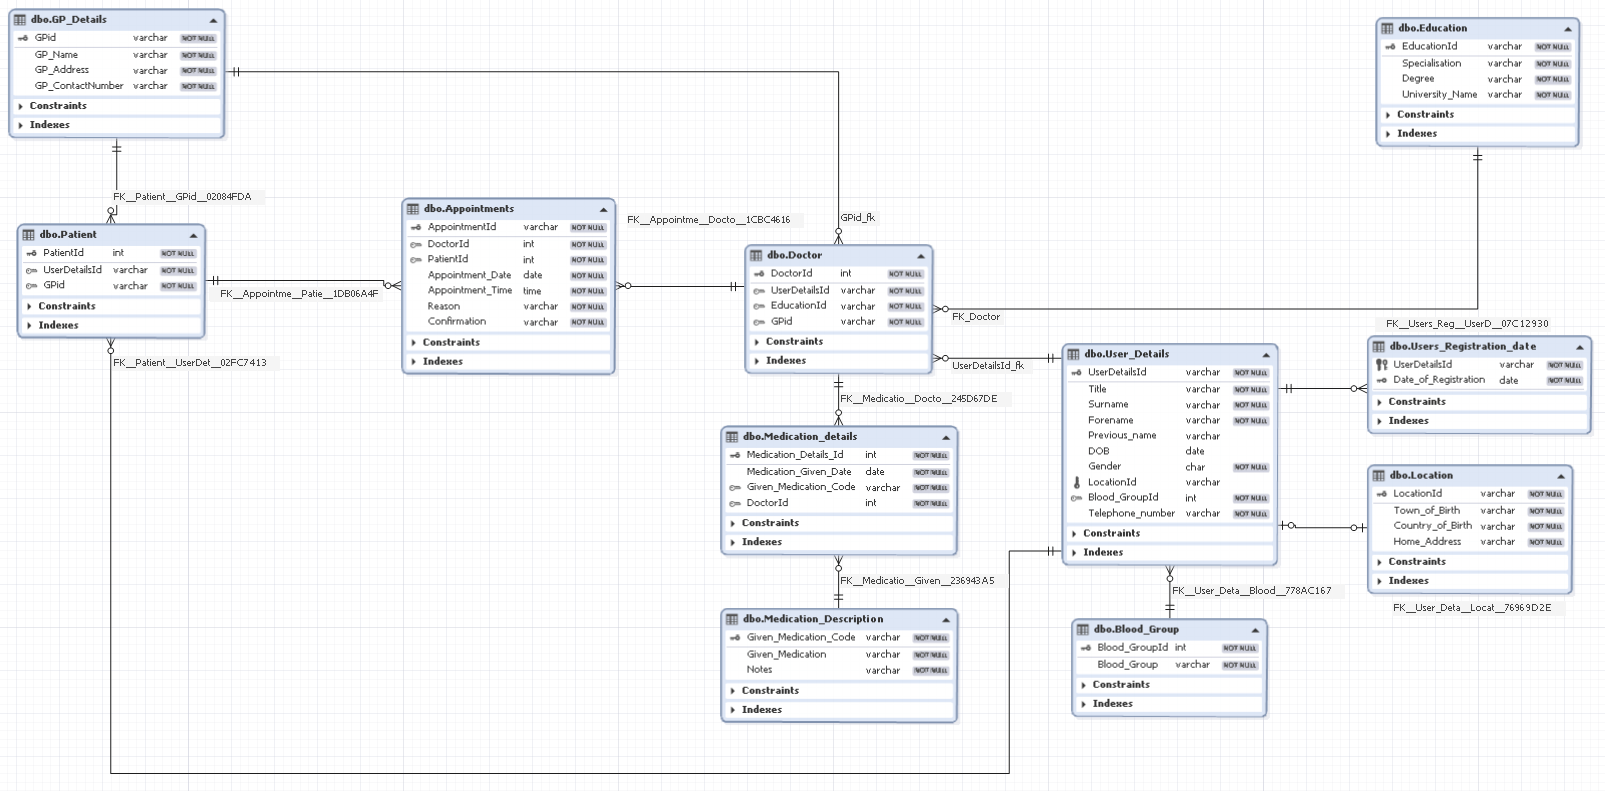 dbo.GP_Details
GPid varchar NOT NULL
GP_Name varchar NOT NULL
GP_Address varchar NOT NULL
GP_ContactNumber varchar NOT NULL
Constraints
Indexes
dbo.Education
EducationId varchar NOT NULL
Specialisation varchar NOT NULL
Degree varchar NOT NULL
University_Name varchar NOT NULL
Constraints
Indexes
FK__Patient__GPid__02084FDA
dbo.Patient
PatientId int NOT NULL
UserDetailsId varchar NOT NULL
GPid varchar NOT NULL
Constraints
Indexes
FK__Appointme__Patie__1DB06A4F
FK__Patient__UserDet__02FC7413
dbo.Appointments
AppointmentId varchar NOT NULL
DoctorId int NOT NULL
PatientId int NOT NULL
Appointment_Date date NOT NULL
Appointment_Time time NOT NULL
Reason varchar NOT NULL
Confirmation varchar NOT NULL
Constraints
Indexes
FK__Appointme__Docto__1CBC4616
GPid_fk
dbo.Doctor
DoctorId int NOT NULL
UserDetailsId varchar NOT NULL
EducationId varchar NOT NULL
GPid varchar NOT NULL
Constraints
Indexes
FK_Doctor
UserDetailsId_fk
FK__Medicatio__Docto__245D67DE
dbo.Medication_details
Medication_Details_Id int NOT NULL
Medication_Given_Date date NOT NULL
Given_Medication_Code varchar NOT NULL
DoctorId int NOT NULL
Constraints
Indexes
FK__Medicatio__Given__236943A5
dbo.Medication_Description
Given_Medication_Code varchar NOT NULL
Given_Medication varchar NOT NULL
Notes varchar NOT NULL
Constraints
Indexes
dbo.User_Details
UserDetailsId varchar NOT NULL
Title varchar NOT NULL
Surname varchar NOT NULL
Forename varchar NOT NULL
Previous_name varchar
DOB date
Gender char NOT NULL
LocationId varchar
Blood_GroupId int NOT NULL
Telephone_number varchar NOT NULL
Constraints
Indexes
FK__User_Deta__Blood__778AC167
dbo.Blood_Group
Blood_GroupId int NOT NULL
Blood_Group varchar NOT NULL
Constraints
Indexes
FK__Users_Reg__UserD__07C12930
dbo.Users_Registration_date
UserDetailsId varchar NOT NULL
Date_of_Registration date NOT NULL
Constraints
Indexes
dbo.Location
LocationId varchar NOT NULL
Town_of_Birth varchar NOT NULL
Country_of_Birth varchar NOT NULL
Home_Address varchar NOT NULL
Constraints
Indexes
FK__User_Deta__Locat__76969D2E